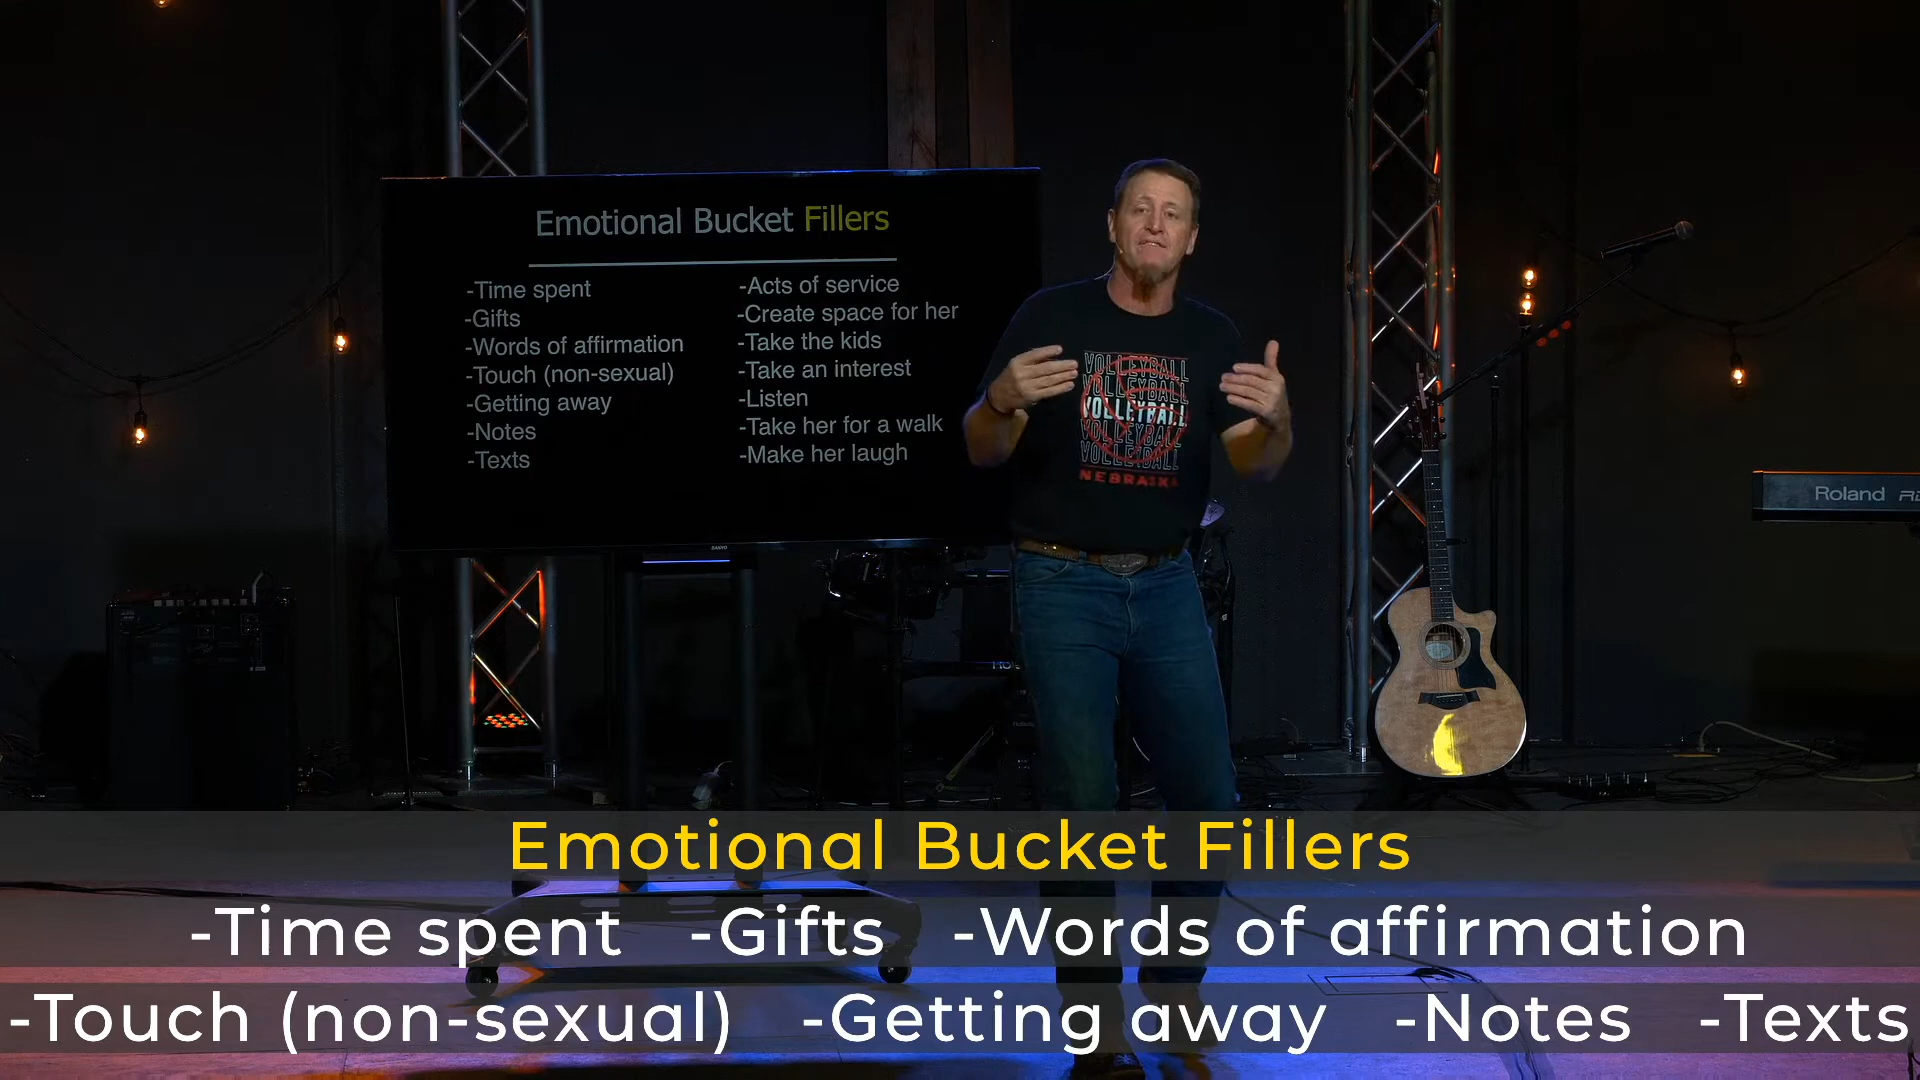 Emotional Bucket Fillers
-Time spent
-Gifts
-Words of affirmation
-Touch (non-sexual)
-Getting away
-Notes
-Texts
-Acts of service
-Create space for her
-Take the kids
-Take an interest
-Listen
-Take her for a walk
-Make her laugh
SANYO
VOLLEYBALL
VOLLEYBALL
VOLLEYBALL
VOLLEYBALL
VOLLEYBALL
NEBRASKA
Roland
Emotional Bucket Fillers
-Time spent -Gifts -Words of affirmation
-Touch (non-sexual) -Getting away -Notes -Texts